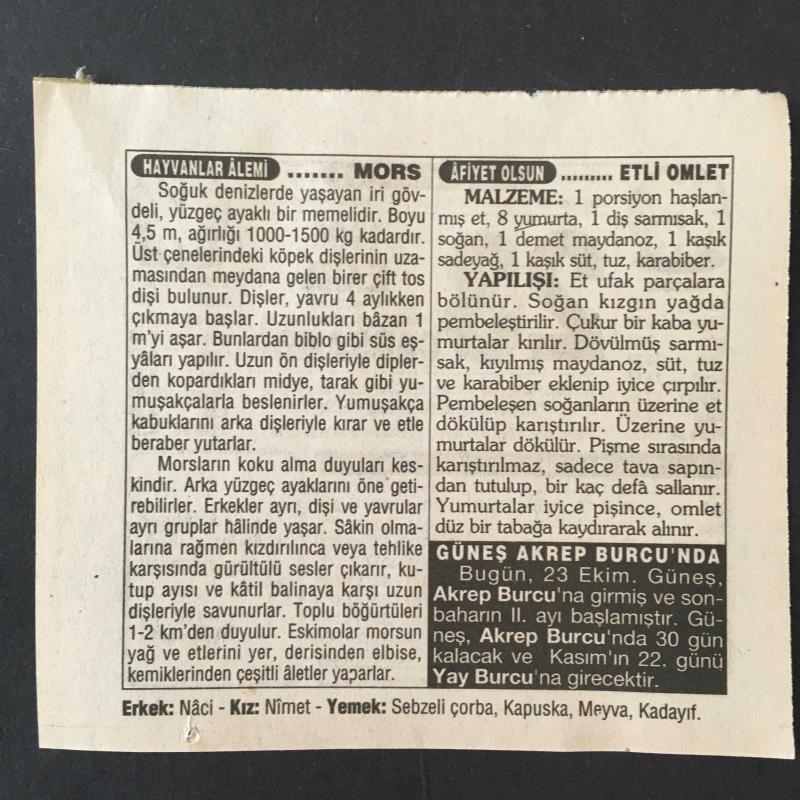 HAYVANLAR ÂLEMİ ....... MORS
Soğuk denizlerde yaşayan iri göv-
deli, yüzgeç ayaklı bir memelidir. Boyu
4,5 m, ağırlığı 1000-1500 kg kadardır.
Üst çenelerindeki köpek dişlerinin uza-
masından meydana gelen birer çift tos
dişi bulunur. Dişler, yavru 4 aylıkken
çıkmaya başlar. Uzunlukları bâzan 1
m'yi aşar. Bunlardan biblo gibi süs eş-
yâları yapılır. Uzun ön dişleriyle dipler-
den kopardıkları midye, tarak gibi yu-
muşakçalarla beslenirler. Yumuşakça
kabuklarını arka dişleriyle kırar ve etle
beraber yutarlar.
Morsların koku alma duyuları kes-
kindir. Arka yüzgeç ayaklarını öne geti-
rebilirler. Erkekler ayrı, dişi ve yavrular
ayrı gruplar hâlinde yaşar. Sâkin olma-
larına rağmen kızdırılınca veya tehlike
karşısında gürültülü sesler çıkarır, ku-
tup ayısı ve kâtil balinaya karşı uzun
dişleriyle savunurlar. Toplu böğürtüleri
1-2 km'den duyulur. Eskimolar morsun
yağ ve etlerini yer, derisinden elbise,
kemiklerinden çeşitli âletler yaparlar.
ÂFİYET OLSUN ......... ETLİ OMLET
MALZEME: 1 porsiyon haşlan-
mış et, 8 yumurta, 1 diş sarmısak, 1
soğan, 1 demet maydanoz, 1 kaşık
sadeyağ, 1 kaşık süt, tuz, karabiber.
YAPILIŞI: Et ufak parçalara
bölünür. Soğan kızgın yağda
pembeleştirilir. Çukur bir kaba yu-
murtalar kırılır. Dövülmüş sarmı-
sak, kıyılmış maydanoz, süt, tuz
ve karabiber eklenip iyice çırpılır.
Pembeleşen soğanların üzerine et
dökülüp karıştırılır. Üzerine yu-
murtalar dökülür. Pişme sırasında
karıştırılmaz, sadece tava sapın-
dan tutulup, bir kaç defâ sallanır.
Yumurtalar iyice pişince, omlet
düz bir tabağa kaydırarak alınır.
GÜNEŞ AKREP BURCU'NDA
Bugün, 23 Ekim. Güneş,
Akrep Burcu'na girmiş ve son-
baharın II. ayı başlamıştır. Gü-
neş, Akrep Burcu'nda 30 gün
kalacak ve Kasım'ın 22. günü
Yay Burcu'na girecektir.
Erkek: Nâci - Kız: Nîmet - Yemek: Sebzeli çorba, Kapuska, Meyva, Kadayıf.